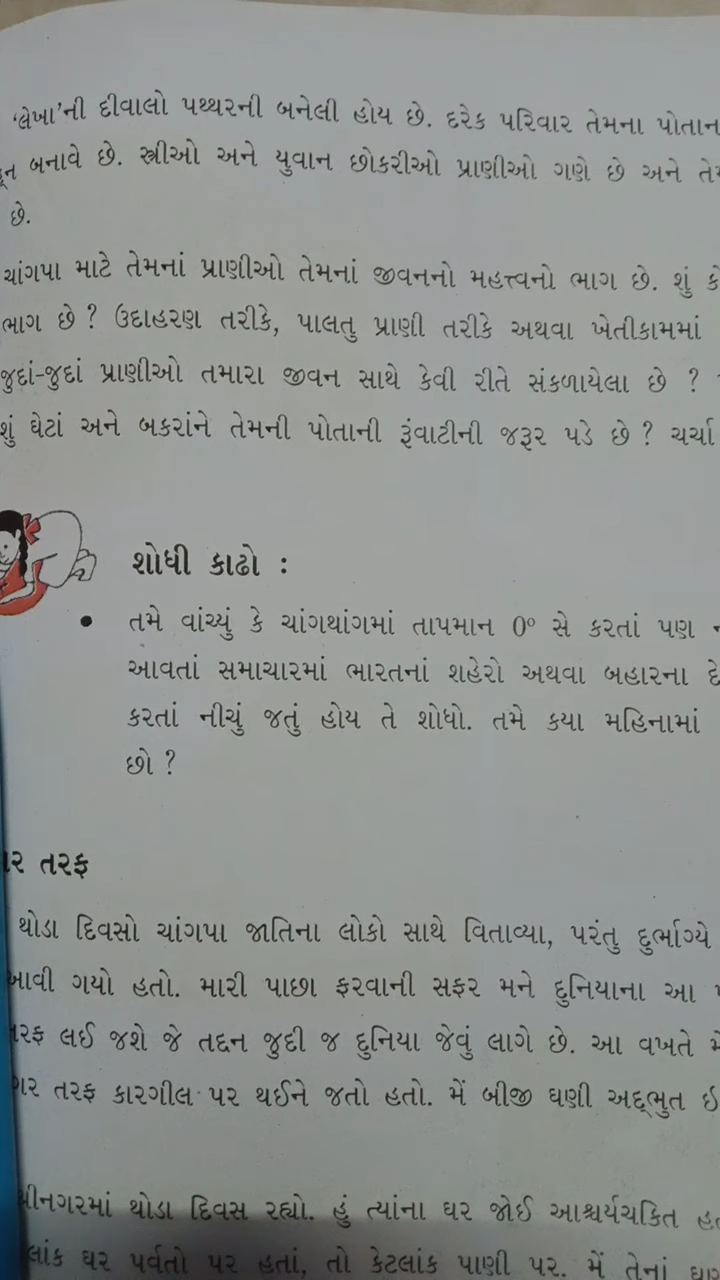 'લેખા'ની દીવાલો પથ્થરની બનેલી હોય છે. દરેક પરિવાર તેમના
બનાવે છે. સ્ત્રીઓ અને યુવાન છોકરીઓ પ્રાણીઓ ગણે છે અને
છે.
ચાંગપા માટે તેમનાં પ્રાણીઓ તેમનાં જીવનનો મહત્ત્વનો ભાગ છે. શું
ભાગ છે ? ઉદાહરણ તરીકે, પાલતુ પ્રાણી તરીકે અથવા ખેતીકામમાં
જુદાં-જુદાં પ્રાણીઓ તમારા જીવન સાથે કેવી રીતે સંકળાયેલા છે ?
શું ઘેટાં અને બકરાંને તેમની પોતાની રૂંવાટીની જરૂર પડે છે ? ચર્ચા
શોધી કાઢો :
• તમે વાંચ્યું કે ચાંગથાંગમાં તાપમાન 0° સે કરતાં પણ
આવતાં સમાચારમાં ભારતનાં શહેરો અથવા બહારના
કરતાં નીચું જતું હોય તે શોધો. તમે કયા મહિનામાં
છો ?
તરફ
થોડા દિવસો ચાંગપા જાતિના લોકો સાથે વિતાવ્યા, પરંતુ દુર્ભાગ્યે
આવી ગયો હતો. મારી પાછા ફરવાની સફર મને દુનિયાના આ
તરફ લઈ જશે જે તદ્દન જુદી જ દુનિયા જેવું લાગે છે. આ વખતે
તરફ કારગીલ પર થઈને જતો હતો. મેં બીજી ઘણી અદ્ભુત
થોડા દિવસ રહ્યો. હું ત્યાંના ઘર જોઈ આશ્ચર્યચકિત
ઘર પર્વતો પર હતાં, તો કેટલાંક પાણી પર. મેં તેનાં